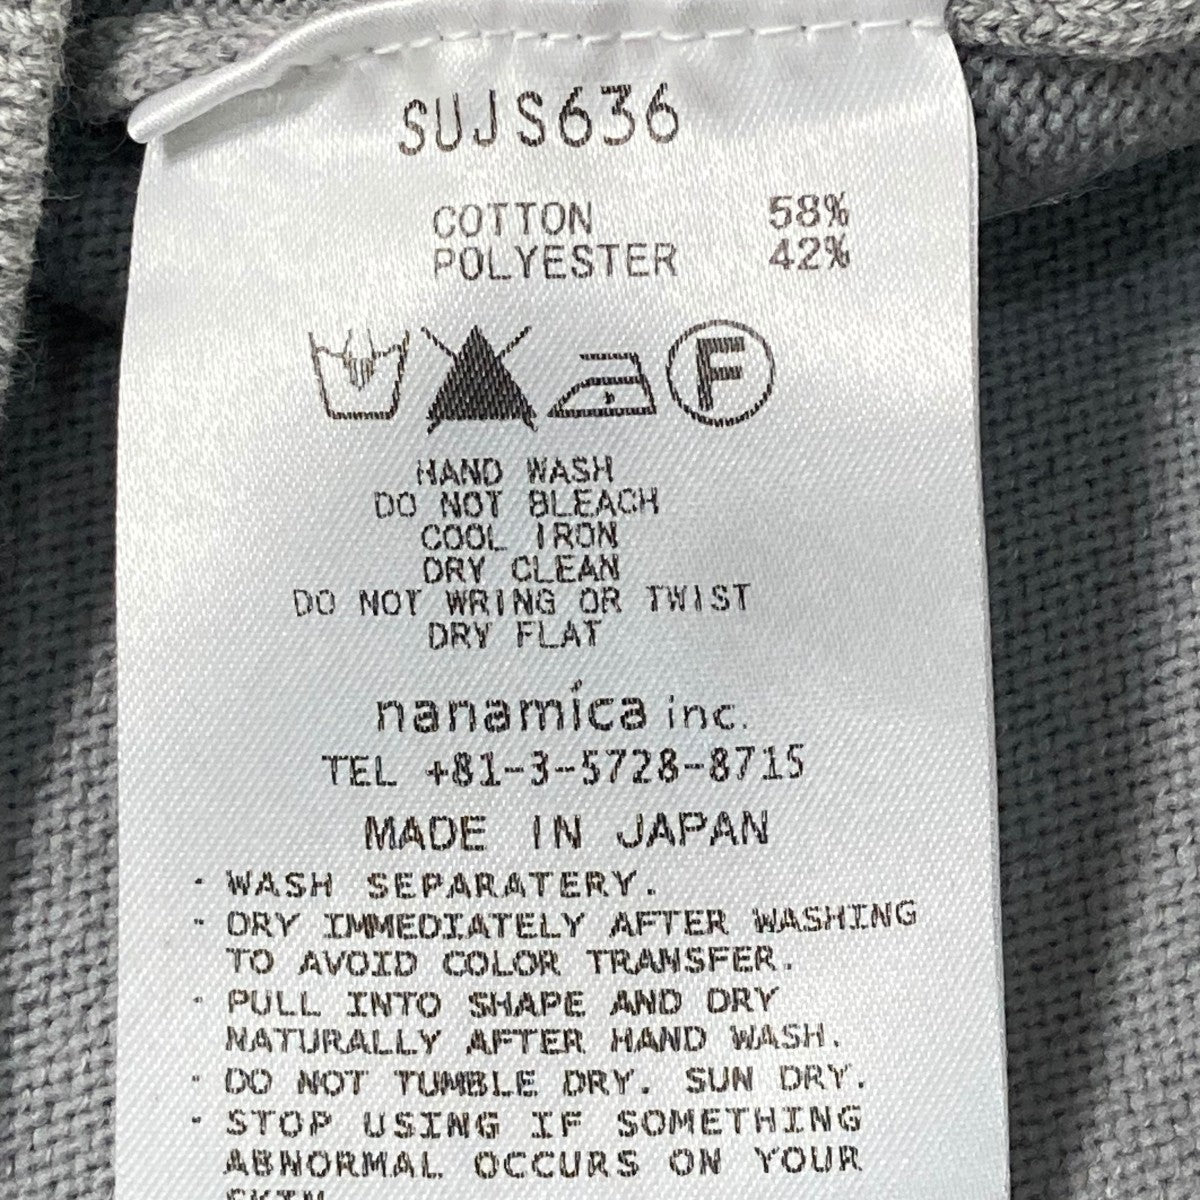 SUJS636
COTTON 58%
POLYESTER 42%
F
HAND WASH
DO NOT BLEACH
COOL IRON
DRY CLEAN
DO NOT WRING OR TWIST
DRY FLAT
nanamíca inc.
TEL +81-3-5728-8715
MADE IN JAPAN
· WASH SEPARATERY.
· DRY IMMEDIATELY AFTER WASHING
TO AVOID COLOR TRANSFER.
· PULL INTO SHAPE AND DRY
NATURALLY AFTER HAND WASH.
· DO NOT TUMBLE DRY. SUN DRY.
· STOP USING IF SOMETHING
ABNORMAL OCCURS ON YOUR